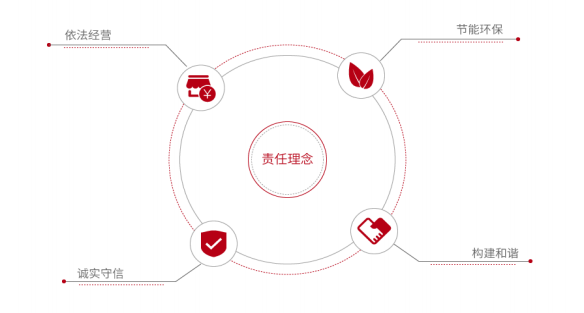 依法经营
节能环保
责任理念
构建和谐
诚实守信